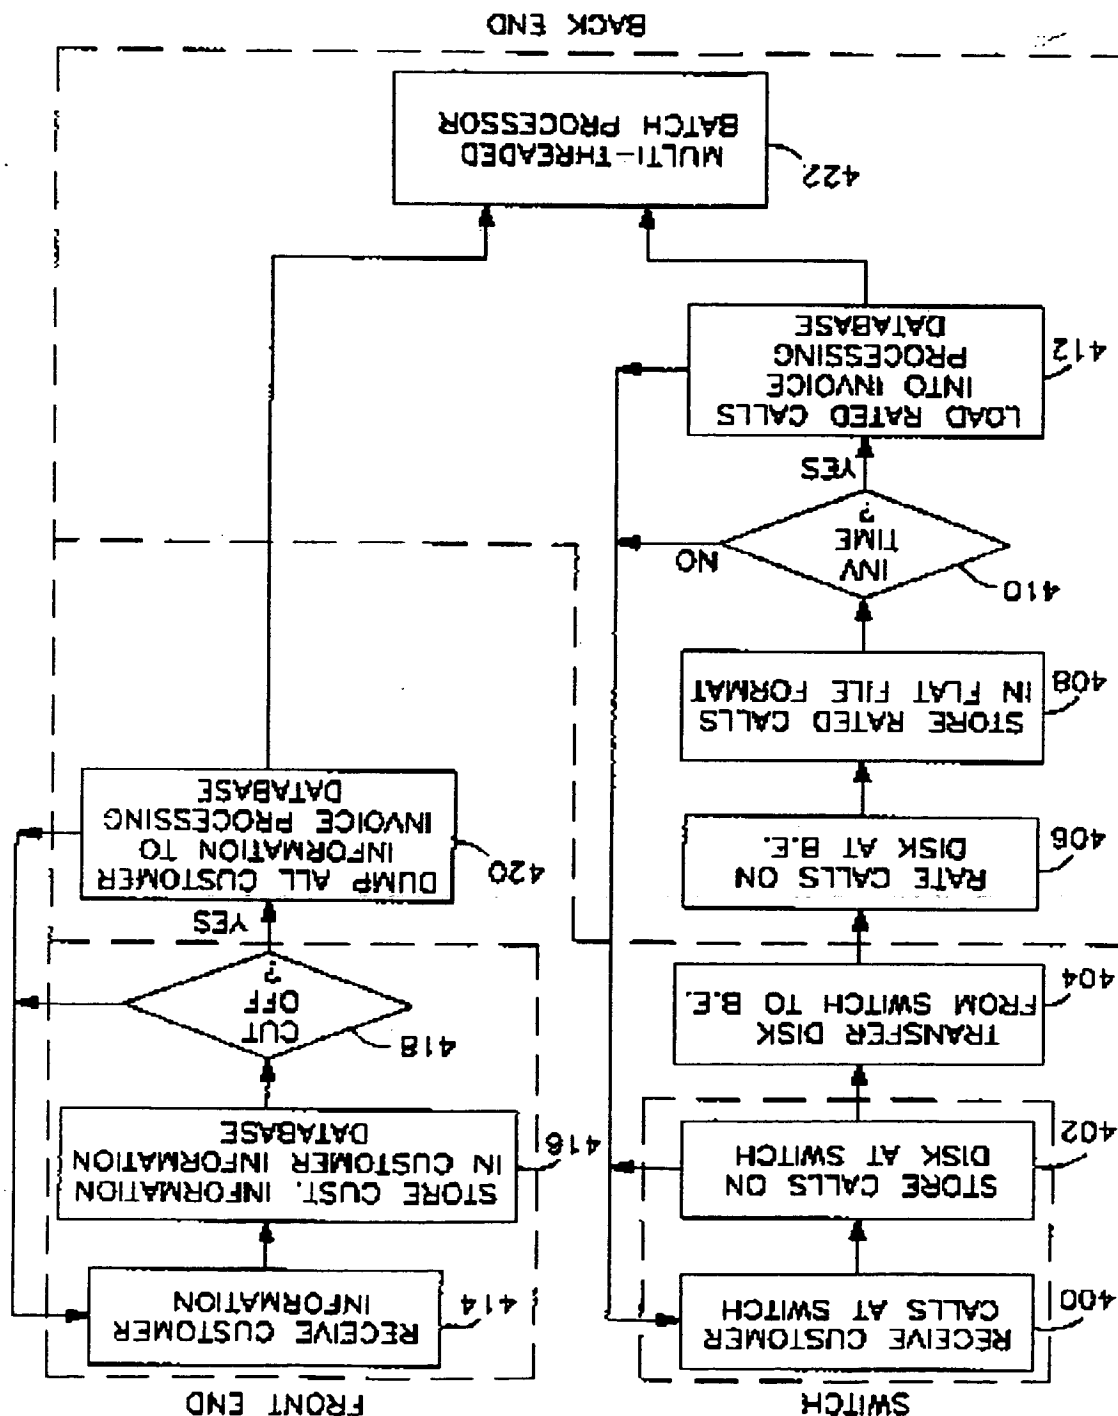 SWITCH
RECEIVE CUSTOMER
CALLS AT SWITCH
400
STORE CALLS ON
DISK AT SWITCH
402
TRANSFER DISK
FROM SWITCH TO B.E.
404
RATE CALLS ON
DISK AT B.E.
406
STORE RATED CALLS
IN FLAT FILE FORMAT
408
INV
TIME
?
410
NO
YES
LOAD RATED CALLS
INTO INVOICE
PROCESSING
DATABASE
412
FRONT END
RECEIVE CUSTOMER
INFORMATION
414
STORE CUST. INFORMATION
IN CUSTOMER INFORMATION
DATABASE
416
CUT
OFF
?
418
YES
DUMP ALL CUSTOMER
INFORMATION TO
INVOICE PROCESSING
DATABASE
420
MULTI-THREADED
BATCH PROCESSOR
422
BACK END